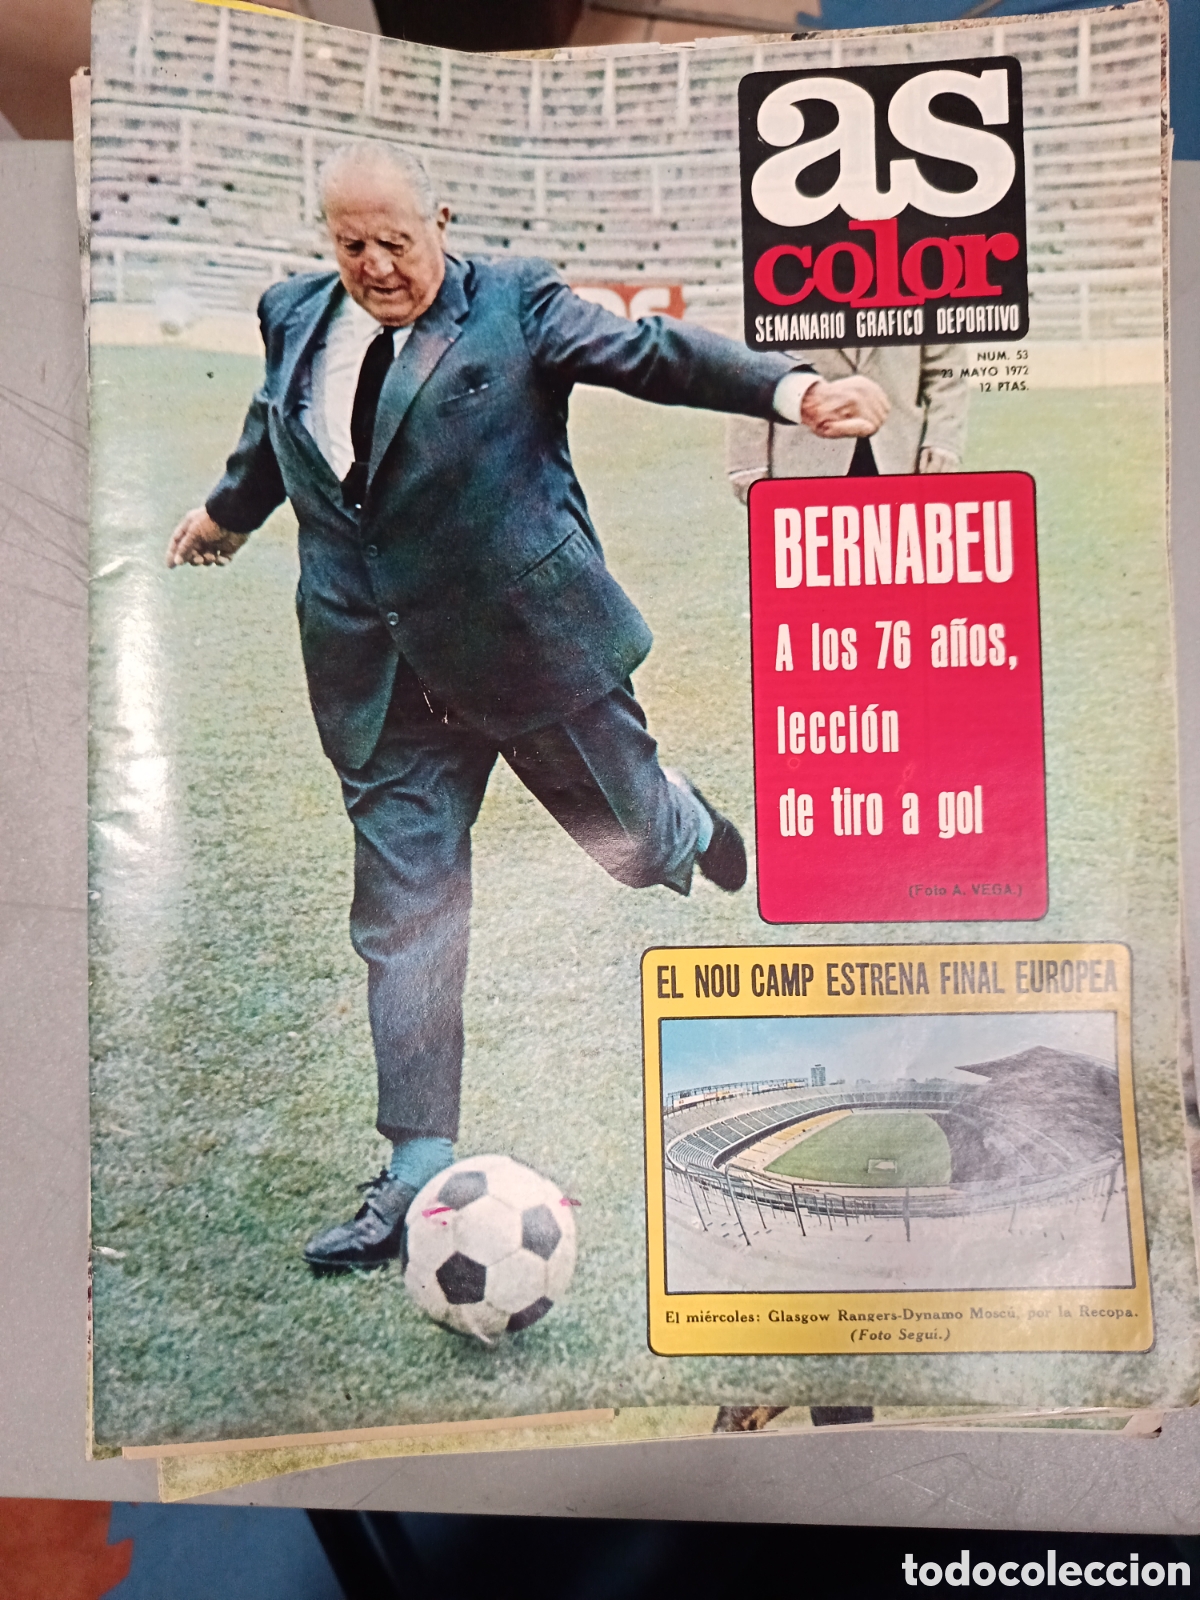 as
color
SEMANARIO GRAFICO DEPORTIVO
NUM. 53
23 MAYO 1972
12 PTAS.
BERNABEU
A los 76 años,
lección
de tiro a gol
(Foto A. VEGA.)
EL NOU CAMP ESTRENA FINAL EUROPEA
El miércoles: Glasgow Rangers-Dynamo Moscú, por la Recopa.
(Foto Seguí.)
todocoleccion